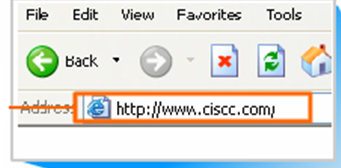 File Edit View Favorites Tools
Back
Address http://www.ciscc.com/